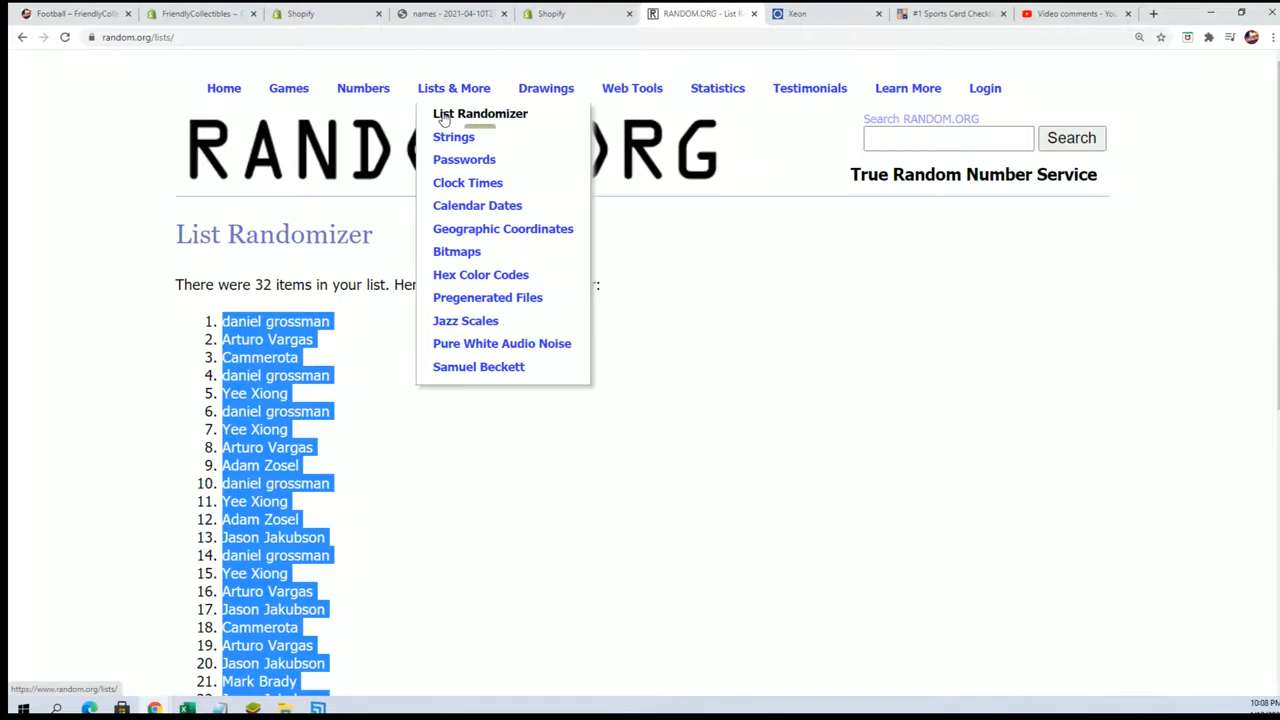 Football – FriendlyCollectibles
FriendlyCollectibles ~
Shopify
names - 2021-04-10T2
Shopify
RANDOM.ORG - List R
Xeon
#1 Sports Card Checkl
Video comments - You
random.org/lists/
Home
Games
Numbers
Lists & More
Drawings
Web Tools
Statistics
Testimonials
Learn More
Login
List Randomizer
Strings
Passwords
Clock Times
Calendar Dates
Geographic Coordinates
Bitmaps
Hex Color Codes
Pregenerated Files
Jazz Scales
Pure White Audio Noise
Samuel Beckett
Search RANDOM.ORG
Search
True Random Number Service
List Randomizer
There were 32 items in your list. Her
:
1. daniel grossman
2. Arturo Vargas
3. Cammerota
4. daniel grossman
5. Yee Xiong
6. daniel grossman
7. Yee Xiong
8. Arturo Vargas
9. Adam Zosel
10. daniel grossman
11. Yee Xiong
12. Adam Zosel
13. Jason Jakubson
14. daniel grossman
15. Yee Xiong
16. Arturo Vargas
17. Jason Jakubson
18. Cammerota
19. Arturo Vargas
20. Jason Jakubson
21. Mark Brady
https://www.random.org/lists/
10:08 PM